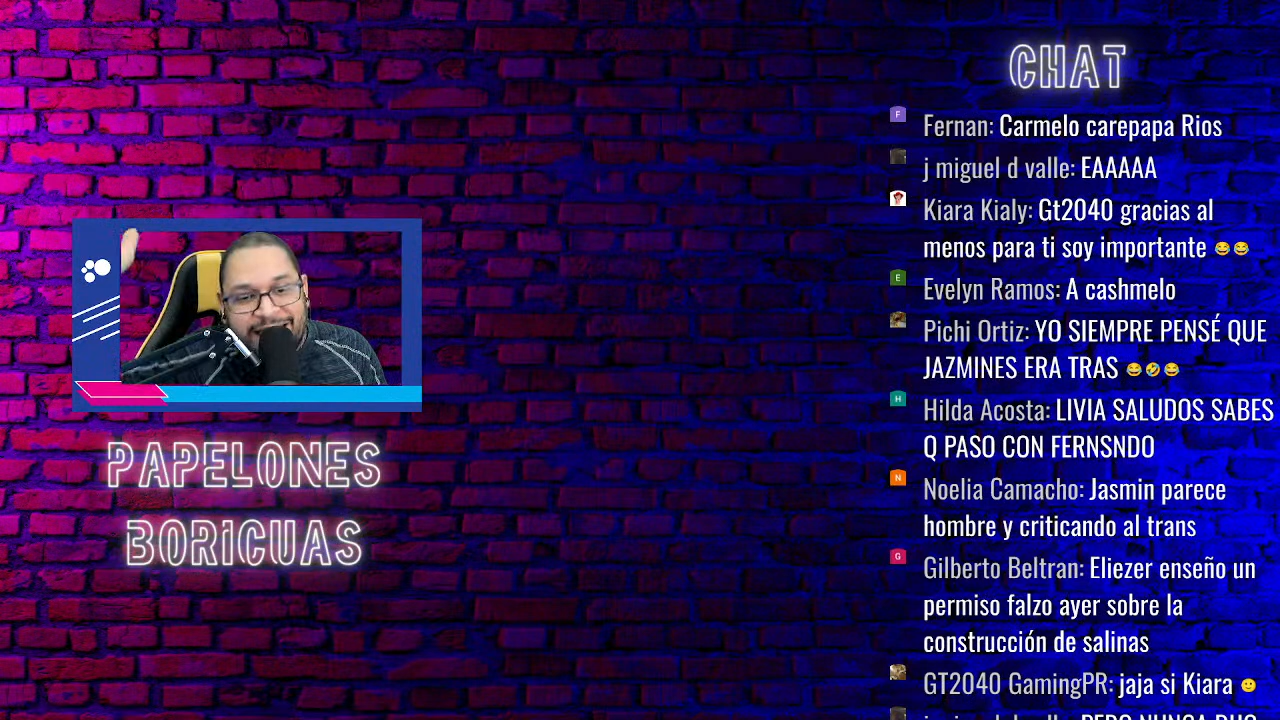 CHAT
F
Fernan: Carmelo carepapa Rios
j miguel d valle: EAAAAA
Kiara Kialy: Gt2040 gracias al
menos para ti soy importante 😂😂
E
Evelyn Ramos: A cashmelo
Pichi Ortiz: YO SIEMPRE PENSÉ QUE
JAZMINES ERA TRAS 😂🤣😂
H
Hilda Acosta: LIVIA SALUDOS SABES
Q PASO CON FERNSNDO
N
Noelia Camacho: Jasmin parece
hombre y criticando al trans
G
Gilberto Beltran: Eliezer enseño un
permiso falzo ayer sobre la
construcción de salinas
GT2040 GamingPR: jaja si Kiara 🙂
PAPELONES
BORICUAS